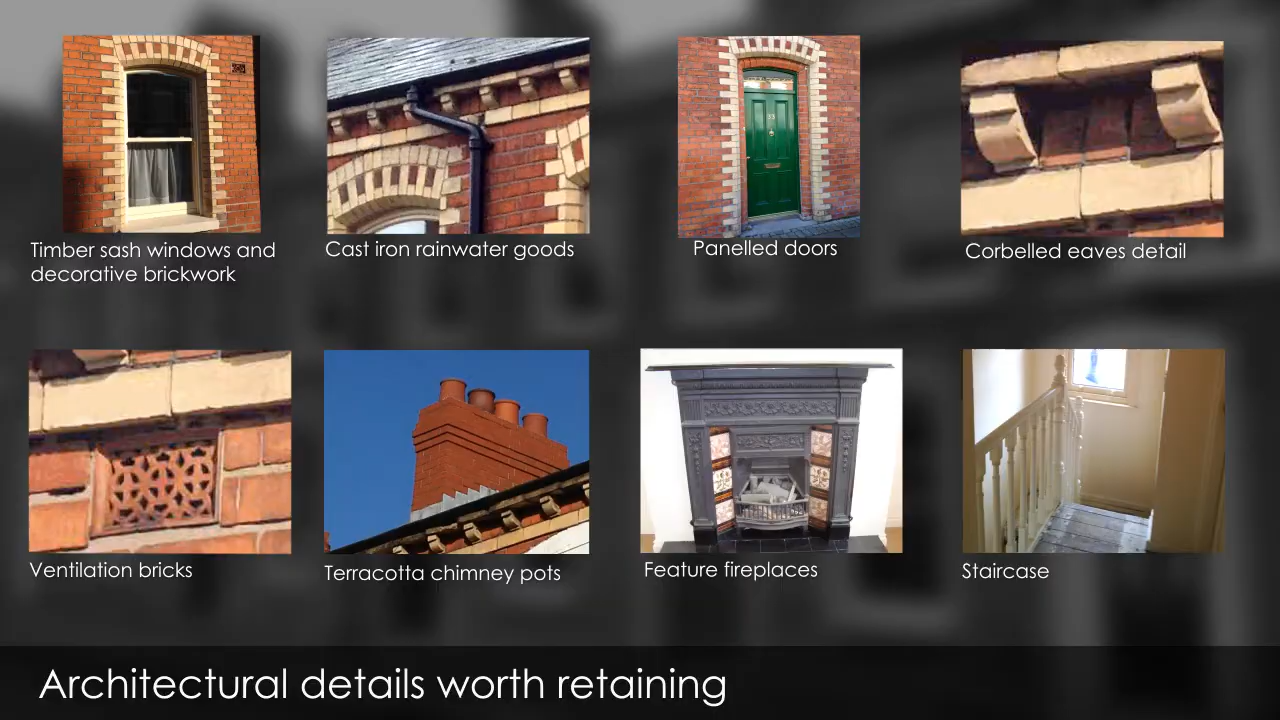 Timber sash windows and
decorative brickwork
Cast iron rainwater goods
33
Panelled doors
Corbelled eaves detail
Ventilation bricks
Terracotta chimney pots
Feature fireplaces
Staircase
Architectural details worth retaining